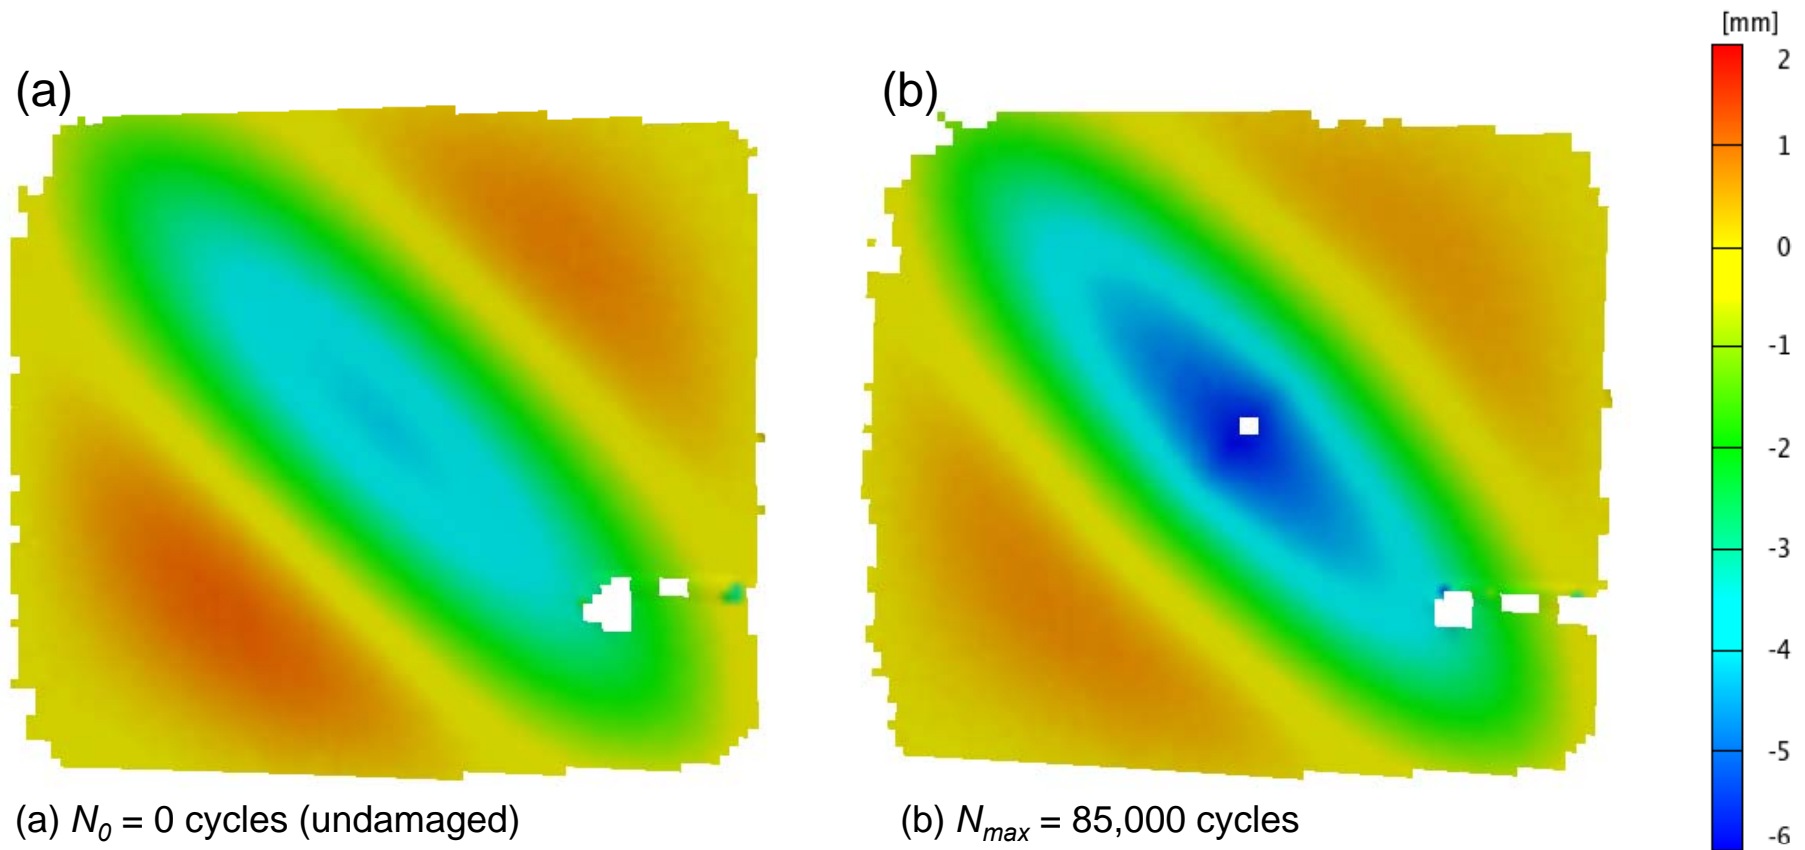 [mm]
(a)
(b)
2
1
0
-1
-2
-3
-4
-5
-6
(a) N0 = 0 cycles (undamaged)
(b) Nmax = 85,000 cycles